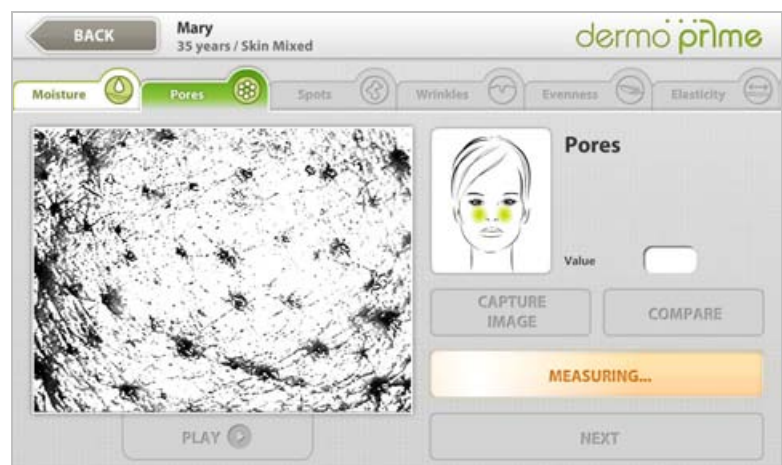 BACK
Mary
35 years / Skin Mixed
dermo prime
Moisture
Pores
Spots
Wrinkles
Evenness
Elasticity
Pores
Value
CAPTURE
IMAGE
COMPARE
MEASURING...
PLAY
NEXT